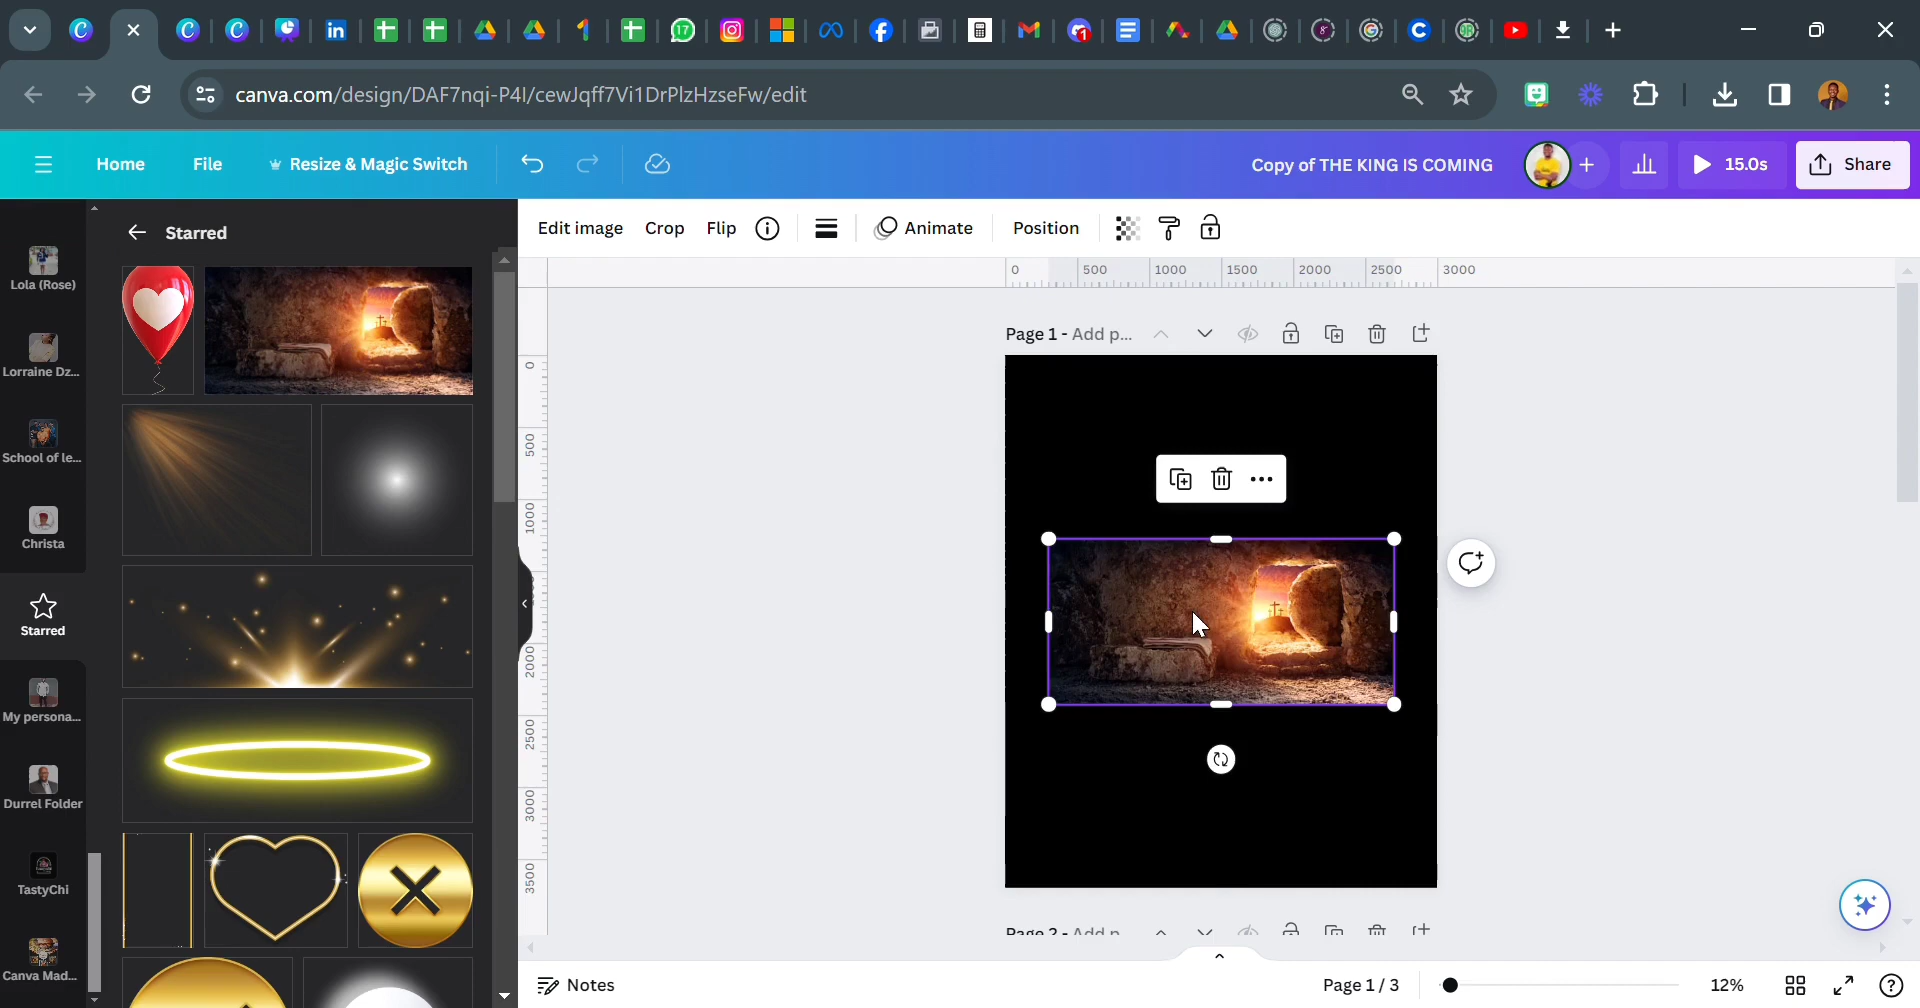 17
1
canva.com/design/DAF7nqi-P4I/cewJqff7Vi1DrPlzHzseFw/edit
Home File Resize & Magic Switch
Copy of THE KING IS COMING
15.0s
Share
Starred
Edit image Crop Flip Animate Position
0 500 1000 1500 2000 2500 3000
Page 1 - Add p...
0
500
1000
2000
2500
3000
3500
Lola (Rose)
Lorraine Dz...
School of le...
Christa
Starred
My persona...
Durrel Folder
TastyChi
Canva Mad...
Page 2 - Add p
Notes
Page 1 / 3
12%